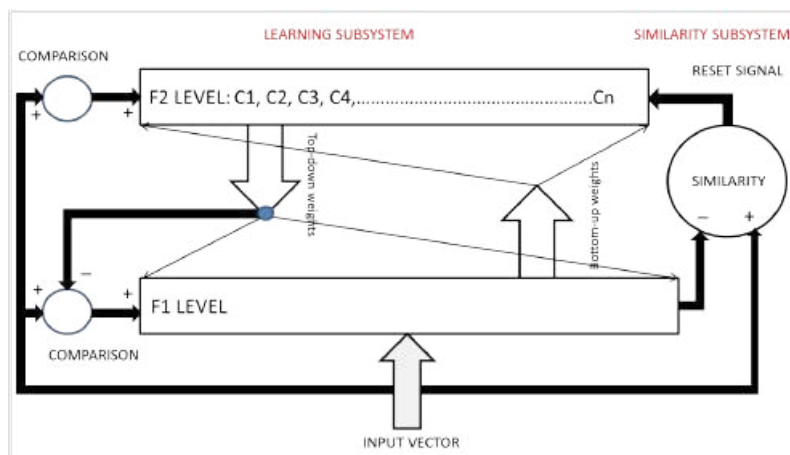 LEARNING SUBSYSTEM
SIMILARITY SUBSYSTEM
COMPARISON
RESET SIGNAL
F2 LEVEL: C1, C2, C3, C4,................................................Cn
+
+
Top-down weights
Bottom-up weights
SIMILARITY
− +
−
+
+
F1 LEVEL
COMPARISON
INPUT VECTOR